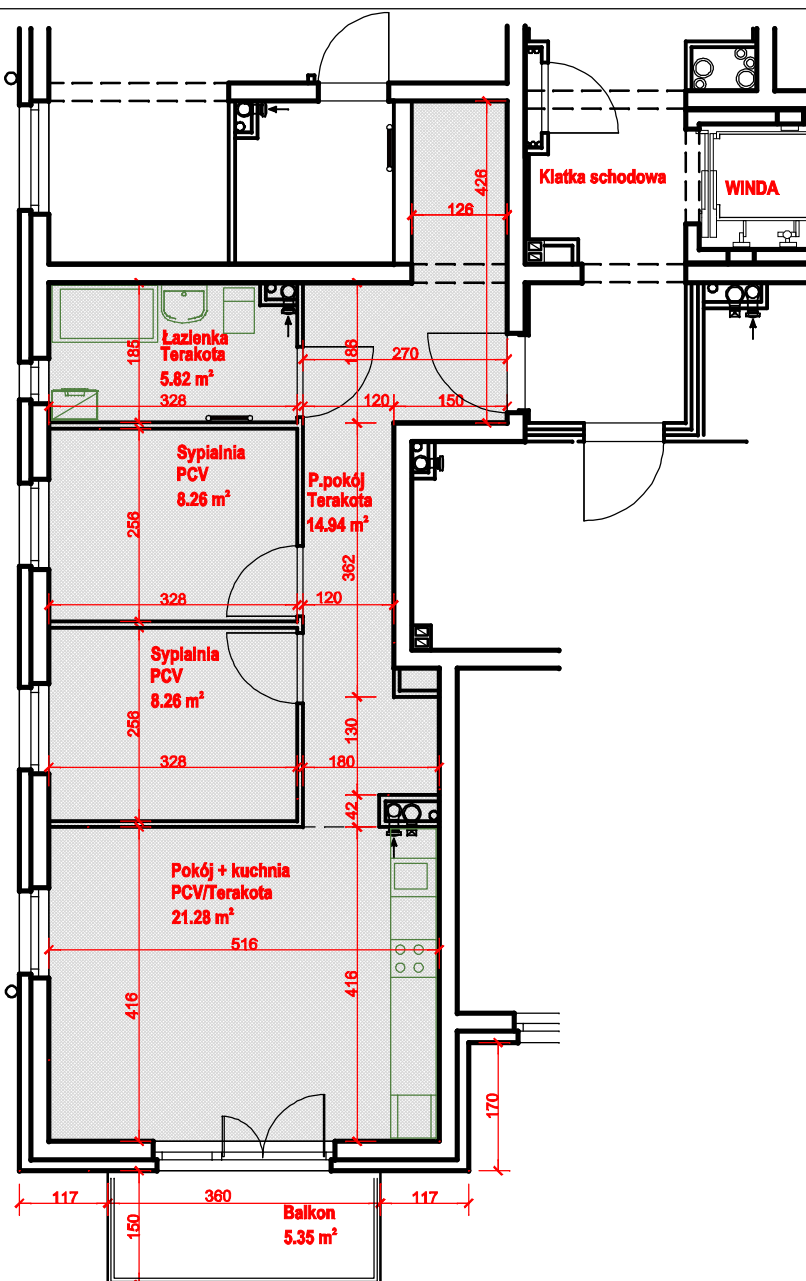 426
Klatka schodowa
WINDA
126
Łazienka
Terakota
5.82 m²
185
188
270
328
120
150
Sypialnia
PCV
8.26 m²
P.pokój
Terakota
14.94 m²
256
362
328
120
Sypialnia
PCV
8.26 m²
256
130
328
180
42
Pokój + kuchnia
PCV/Terakota
21.28 m²
516
416
416
170
117
360
117
Balkon
5.35 m²
150